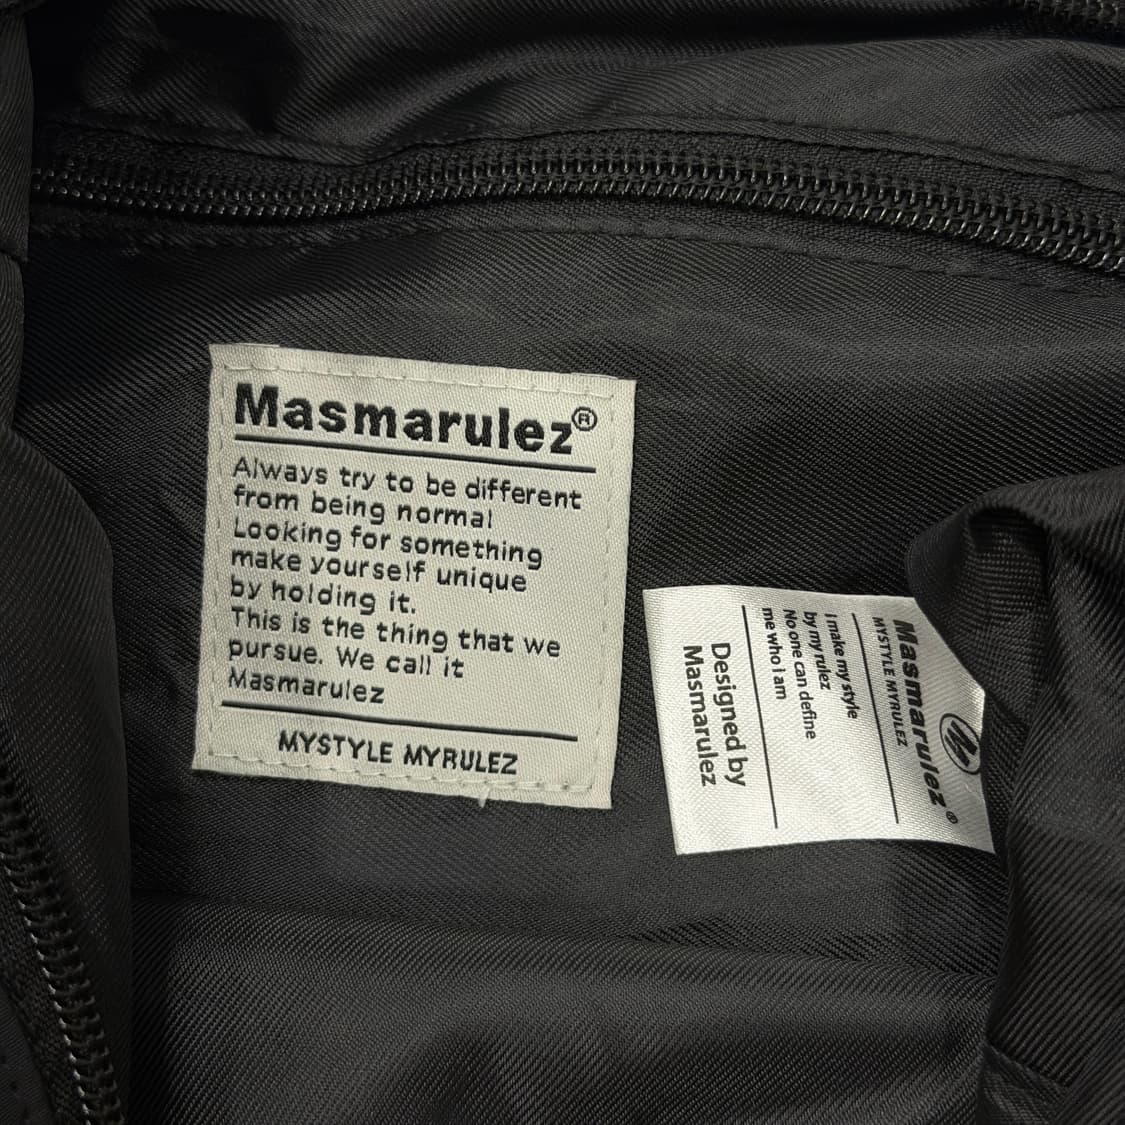 Masmarulez®
Always try to be different
from being normal
Looking for something
make yourself unique
by holding it.
This is the thing that we
pursue. We call it
Masmarulez
MYSTYLE MYRULEZ
Masmarulez®
MYSTYLE MYRULEZ
I make my style
by my rulez
No one can define
me who I am
Designed by
Masmarulez